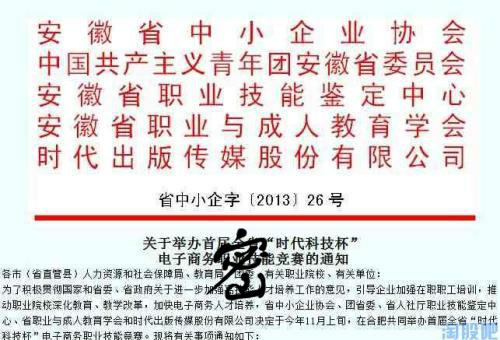 安徽省中小企业协会
中国共产主义青年团安徽省委员会
安徽省职业技能鉴定中心
安徽省职业与成人教育学会
时代出版传媒股份有限公司
省中小企字〔2013〕26号
关于举办首届全省“时代科技杯”
电子商务职业技能竞赛的通知
密
各市（省直管县）人力资源和社会保障局、教育局、团委、有关职业院校、有关单位：
为了积极贯彻国家和省委、省政府关于进一步加强高技能人才培养工作的意见，引导企业加强在职职工培训，推
动职业院校深化教育、教学改革，加快电子商务人才培养，省中小企业协会、团省委、省人社厅职业技能鉴定中
心、省职业与成人教育学会和时代出版传媒股份有限公司决定于今年11月上旬，在合肥共同举办首届全省“时代
科技杯”电子商务职业技能竞赛。现将有关事项通知如下：
淘股吧